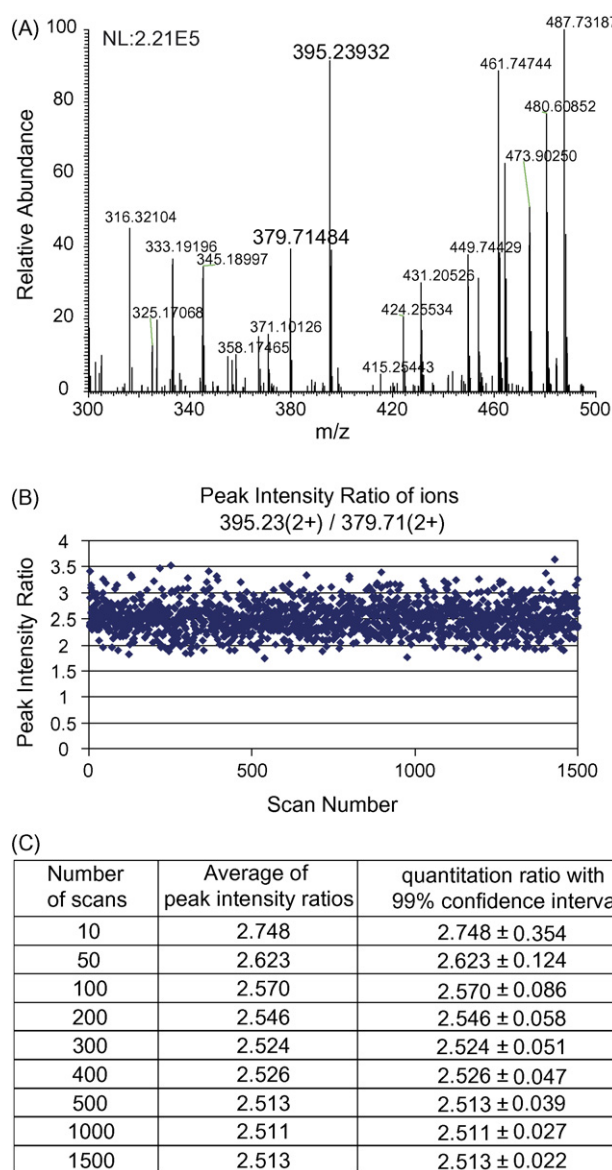 (A)
NL:2.21E5
Relative Abundance
100
80
60
40
20
0
316.32104
325.17068
333.19196
345.18997
358.17465
371.10126
379.71484
395.23932
415.25443
424.25534
431.20526
449.74429
461.74744
473.90250
480.60852
487.73187
300 340 380 420 460 500
m/z
(B)
Peak Intensity Ratio of ions
395.23(2+) / 379.71(2+)
Peak Intensity Ratio
4
3.5
3
2.5
2
1.5
1
0.5
0
0 500 1000 1500
Scan Number
(C)
Number of scans | Average of peak intensity ratios | quantitation ratio with 99% confidence interva
10 2.748 2.748 ± 0.354
50 2.623 2.623 ± 0.124
100 2.570 2.570 ± 0.086
200 2.546 2.546 ± 0.058
300 2.524 2.524 ± 0.051
400 2.526 2.526 ± 0.047
500 2.513 2.513 ± 0.039
1000 2.511 2.511 ± 0.027
1500 2.513 2.513 ± 0.022